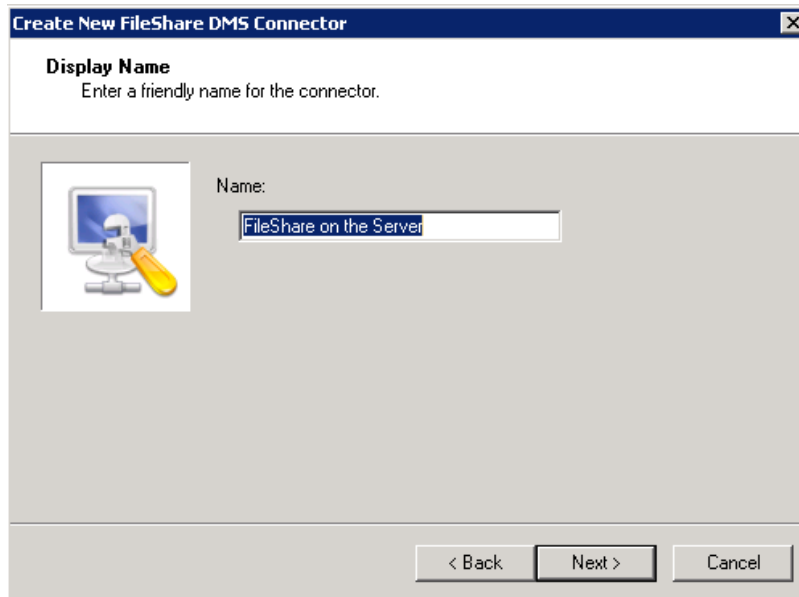 Create New FileShare DMS Connector
Display Name
Enter a friendly name for the connector.
Name:
FileShare on the Server
< Back Next > Cancel